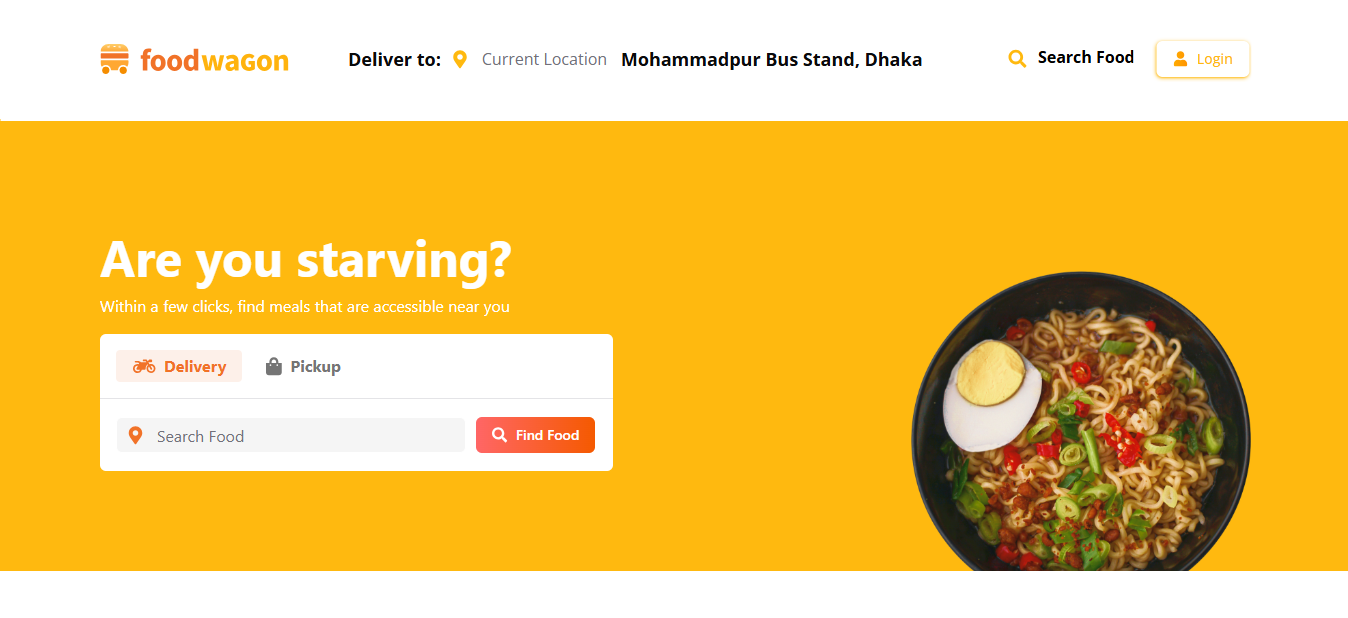 foodwagon
Deliver to: Current Location Mohammadpur Bus Stand, Dhaka
Search Food
Login
Are you starving?
Within a few clicks, find meals that are accessible near you
Delivery
Pickup
Search Food
Find Food